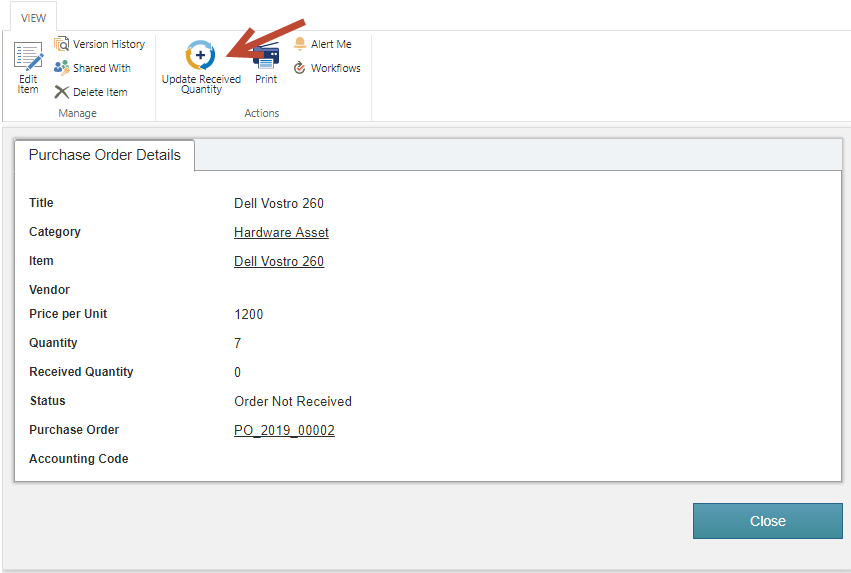 VIEW
Edit
Item
Version History
Shared With
Delete Item
Manage
Update Received
Quantity
Print
Alert Me
Workflows
Actions
Purchase Order Details
Title Dell Vostro 260
Category Hardware Asset
Item Dell Vostro 260
Vendor
Price per Unit 1200
Quantity 7
Received Quantity 0
Status Order Not Received
Purchase Order PO_2019_00002
Accounting Code
Close